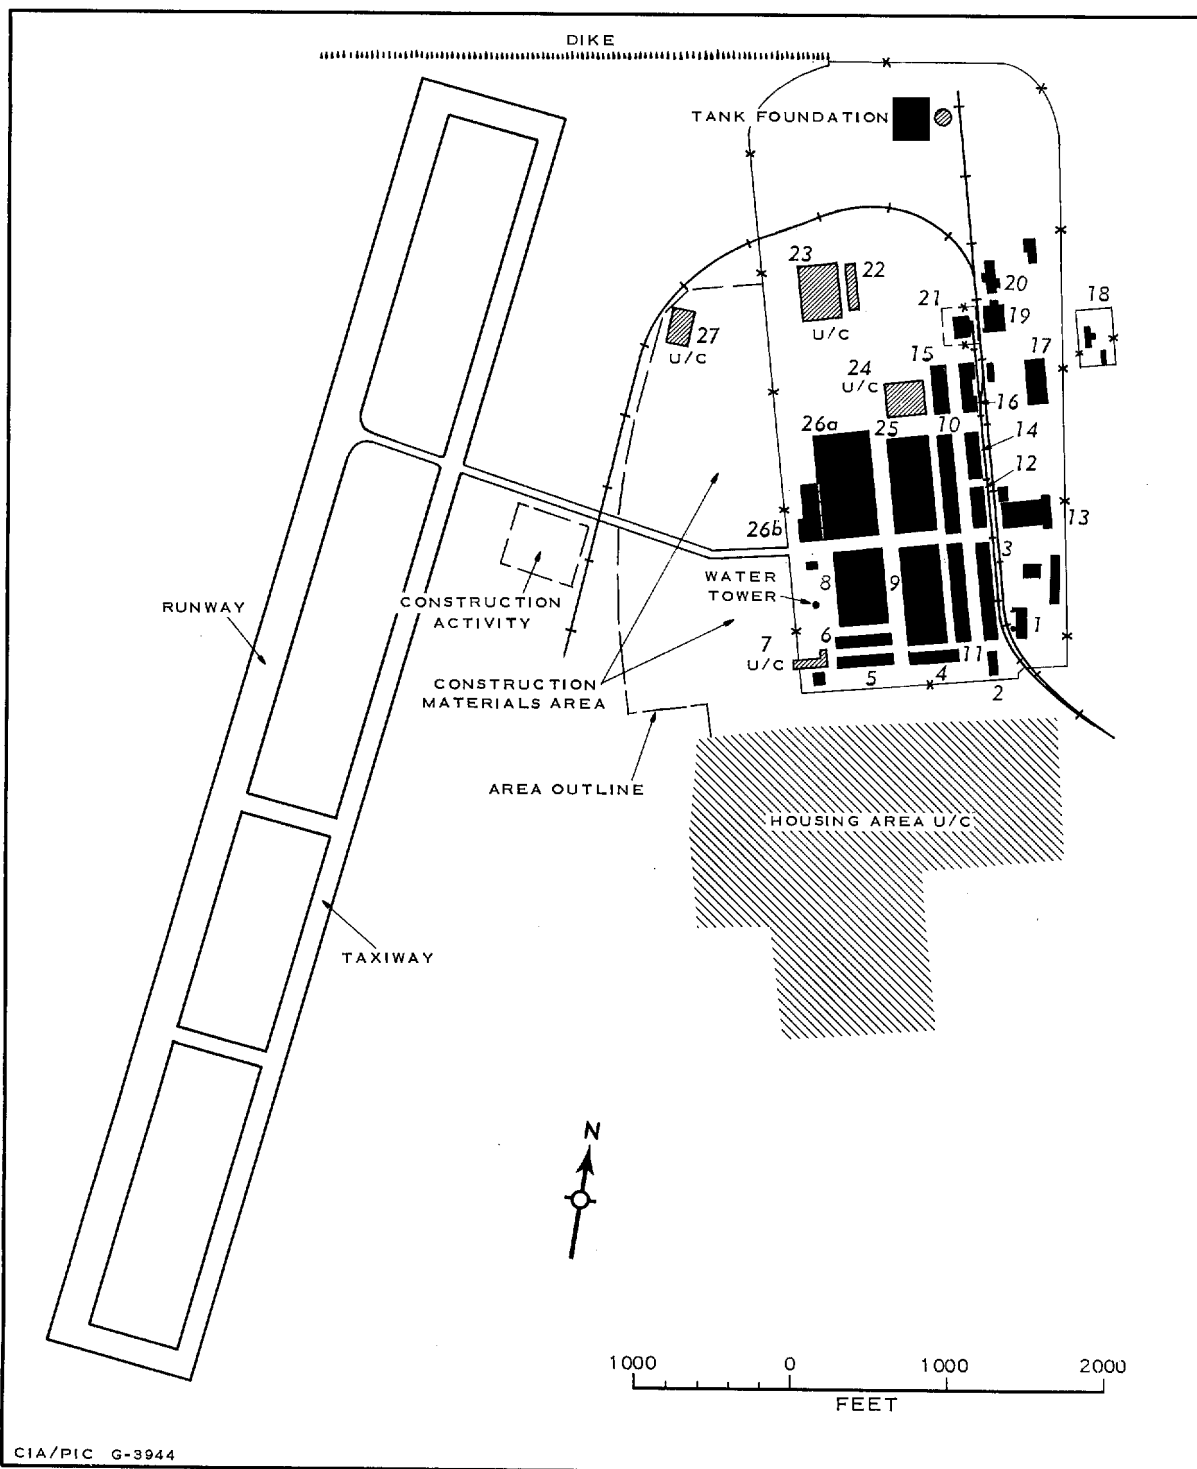 DIKE
TANK FOUNDATION
23
22
20
21
19
18
27
U/C
U/C
15
17
24
U/C
16
26a
25
10
14
12
26b
13
3
WATER
TOWER
8
9
RUNWAY
CONSTRUCTION
ACTIVITY
7
U/C
6
1
11
5
4
2
CONSTRUCTION
MATERIALS AREA
AREA OUTLINE
HOUSING AREA U/C
TAXIWAY
N
1000 0 1000 2000
FEET
CIA/PIC G-3944